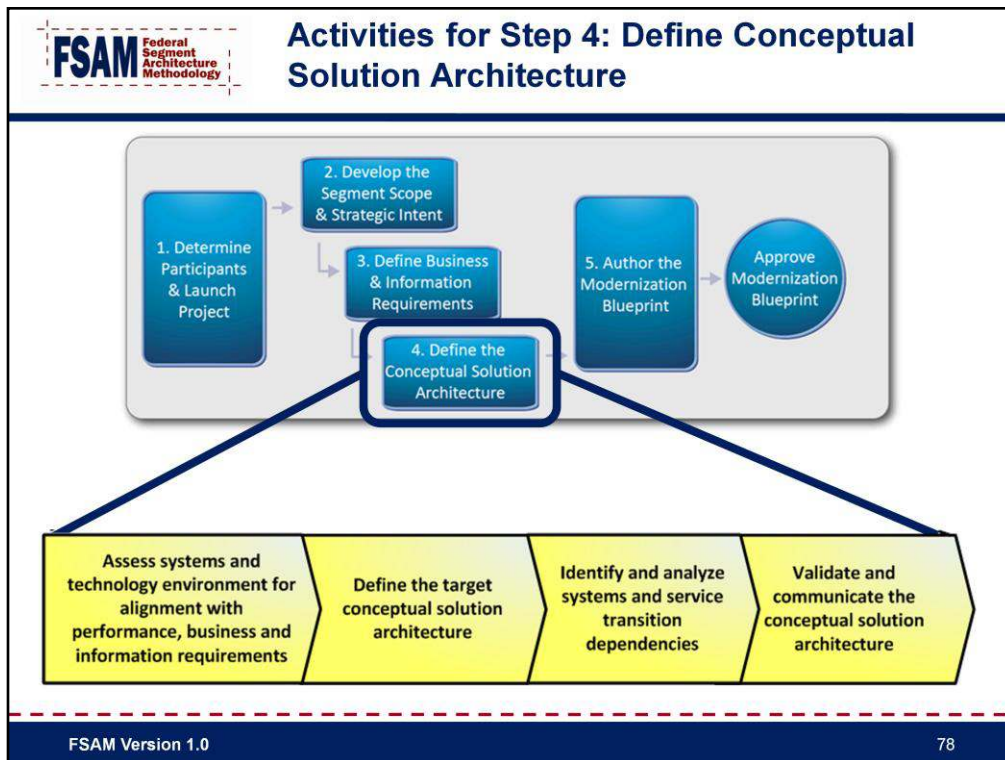 FSAM Federal
Segment
Architecture
Methodology
Activities for Step 4: Define Conceptual
Solution Architecture
1. Determine
Participants
& Launch
Project
2. Develop the
Segment Scope
& Strategic Intent
3. Define Business
& Information
Requirements
4. Define the
Conceptual Solution
Architecture
5. Author the
Modernization
Blueprint
Approve
Modernization
Blueprint
Assess systems and
technology environment for
alignment with
performance, business and
information requirements
Define the target
conceptual solution
architecture
Identify and analyze
systems and service
transition
dependencies
Validate and
communicate the
conceptual solution
architecture
FSAM Version 1.0
78